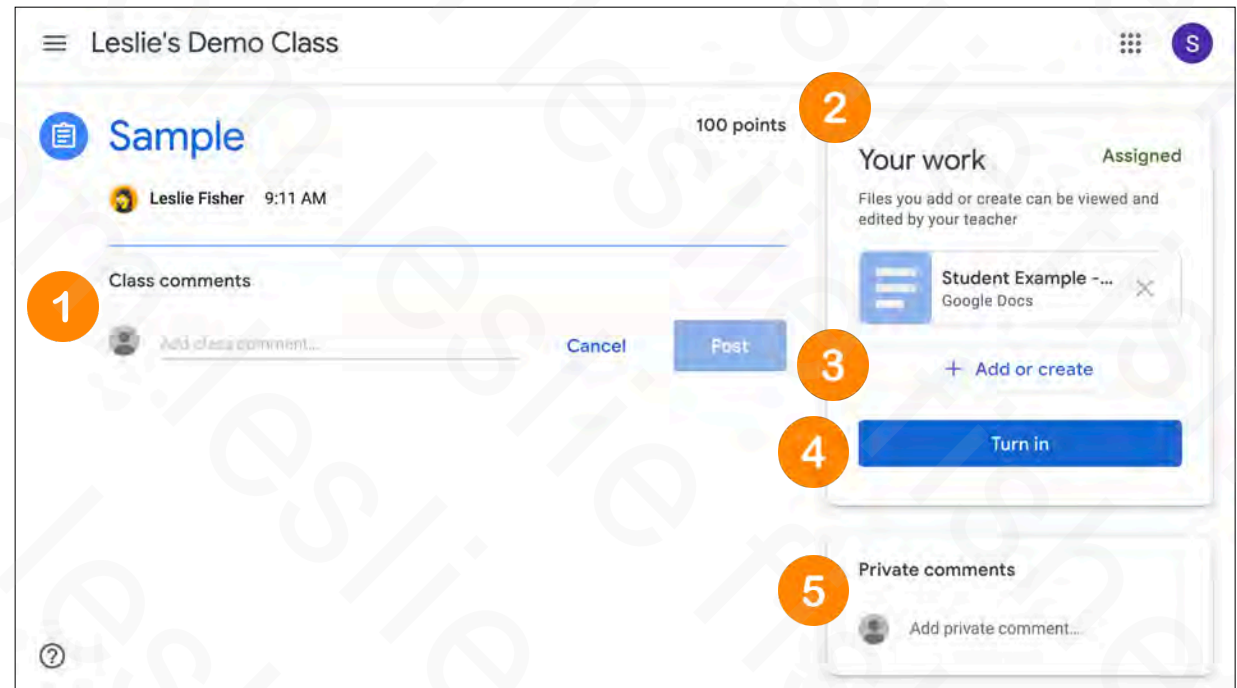 Leslie's Demo Class
S
Sample
100 points
Leslie Fisher 9:11 AM
1
Class comments
Add class comment...
Cancel
Post
2
Your work
Assigned
Files you add or create can be viewed and
edited by your teacher
Student Example -...
Google Docs
3
+ Add or create
4
Turn in
5
Private comments
Add private comment...
?
leslie fisher